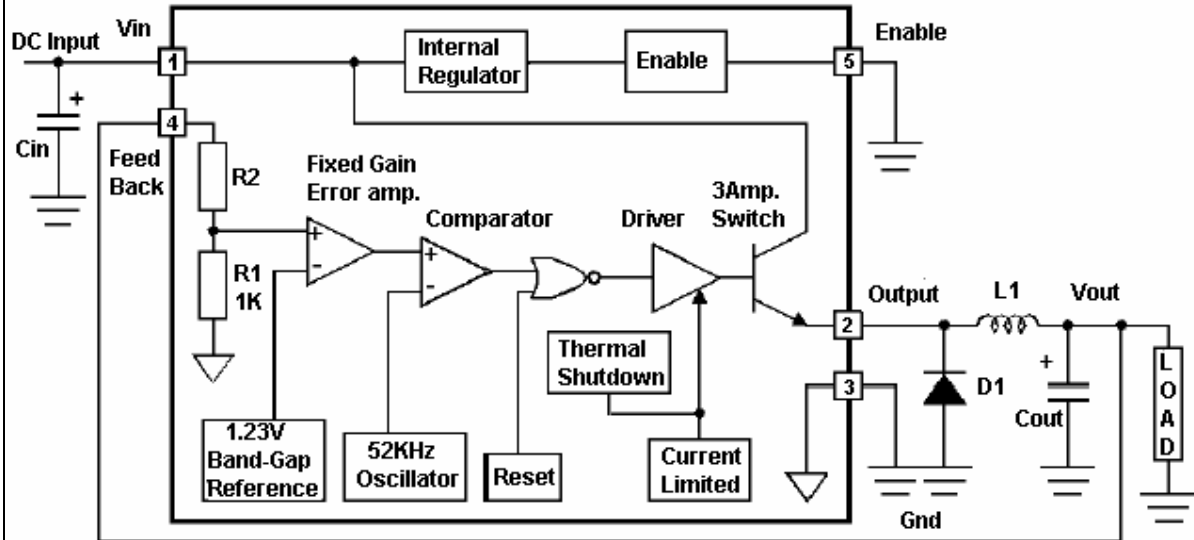 DC Input
Vin
1
Internal
Regulator
Enable
5
Enable
+
Cin
4
Feed
Back
R2
R1
1K
Fixed Gain
Error amp.
+
-
Comparator
+
-
Driver
3Amp.
Switch
Output
2
L1
Vout
3
D1
+
Cout
LOAD
Thermal
Shutdown
1.23V
Band-Gap
Reference
52KHz
Oscillator
Reset
Current
Limited
Gnd